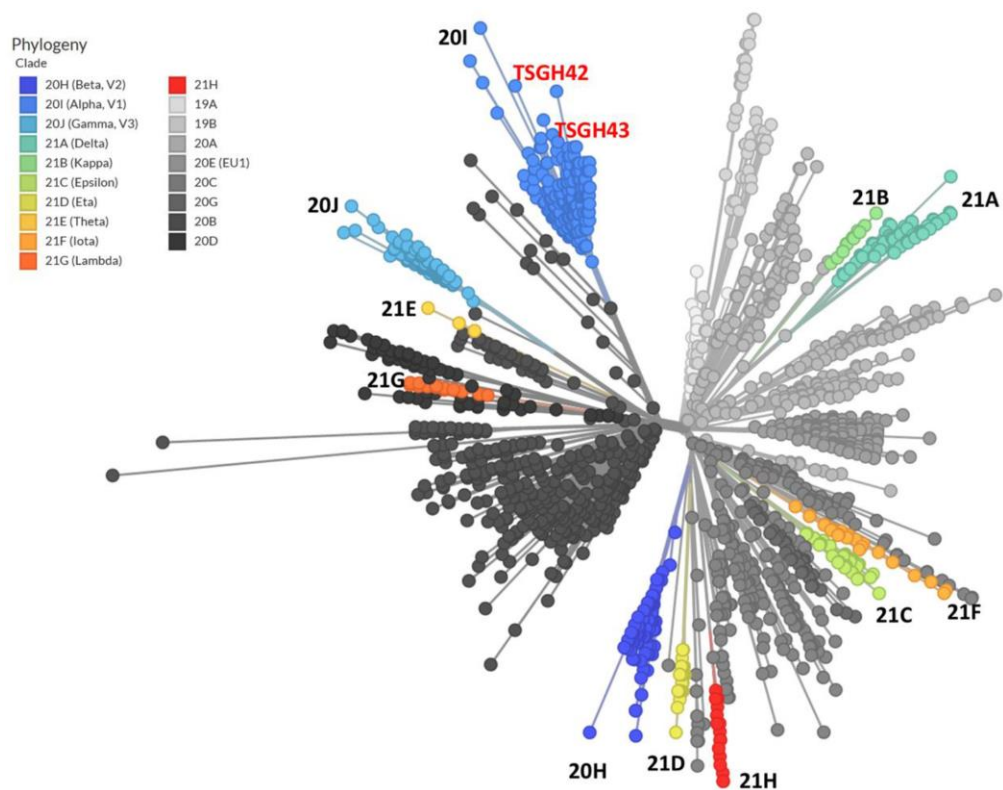 Phylogeny
Clade
20H (Beta, V2)
20I (Alpha, V1)
20J (Gamma, V3)
21A (Delta)
21B (Kappa)
21C (Epsilon)
21D (Eta)
21E (Theta)
21F (Iota)
21G (Lambda)
21H
19A
19B
20A
20E (EU1)
20C
20G
20B
20D
20I
TSGH42
TSGH43
20J
21B
21A
21E
21G
21C
21F
20H
21D
21H